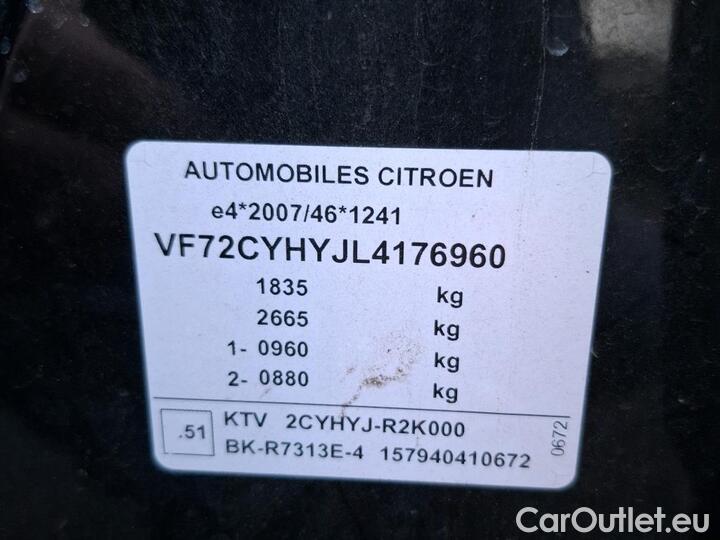 AUTOMOBILES CITROEN
e4*2007/46*1241
VF72CYHYJL4176960
1835 kg
2665 kg
1- 0960 kg
2- 0880 kg
.51 KTV 2CYHYJ-R2K000
BK-R7313E-4 157940410672
0672
CarOutlet.eu